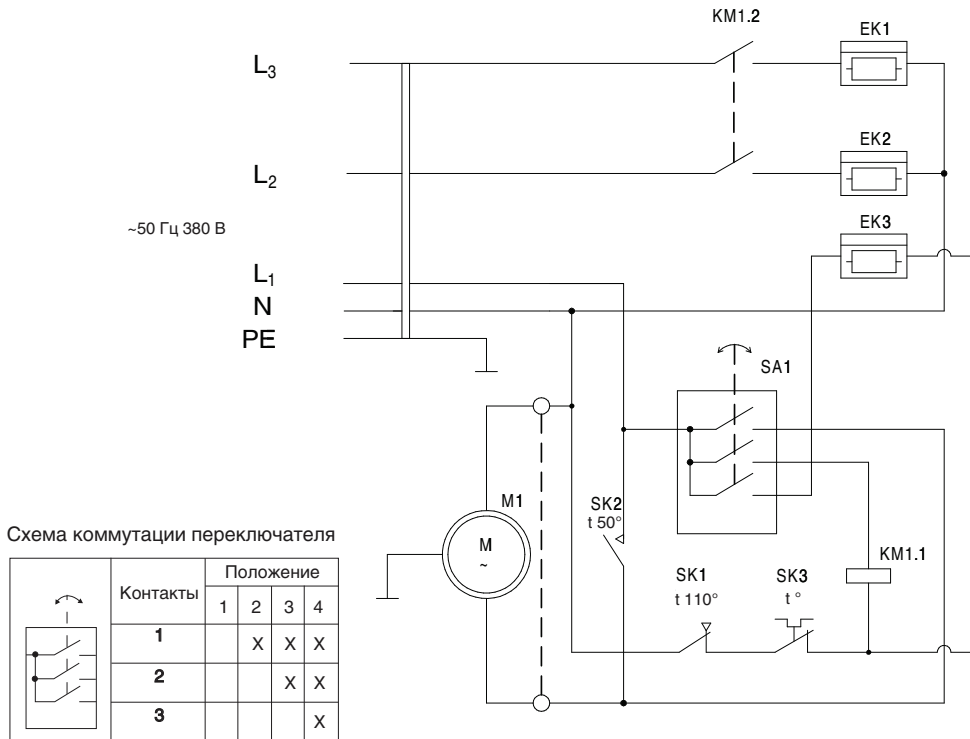 KM1.2
EK1
L3
EK2
L2
EK3
~50 Гц 380 В
L1
N
PE
SA1
SK2
t 50°
M1
M
~
KM1.1
SK1
t 110°
SK3
t °
Схема коммутации переключателя
Контакты
Положение
1 2 3 4
1 X X X
2 X X
3 X